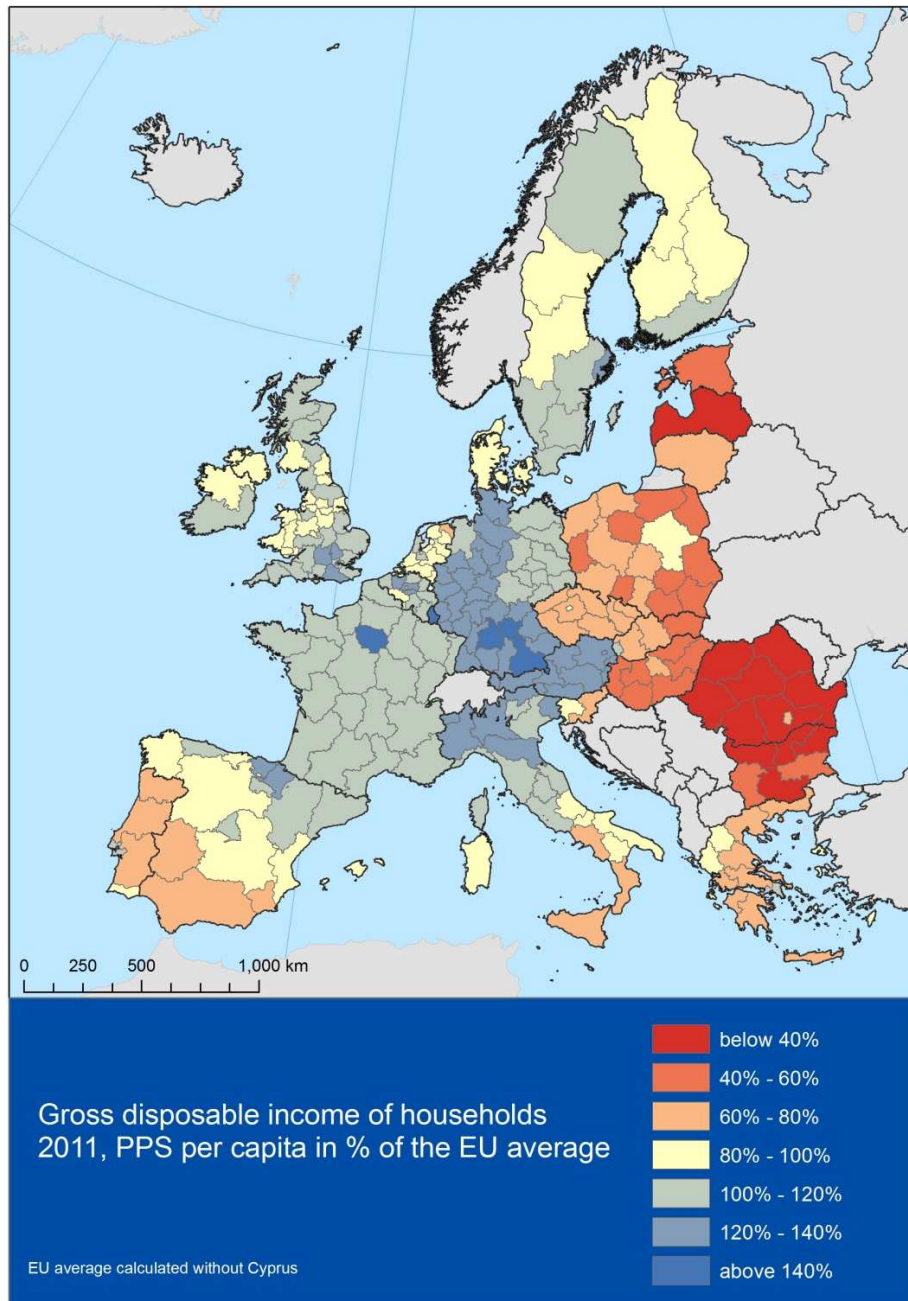 0 250 500 1,000 km
Gross disposable income of households
2011, PPS per capita in % of the EU average
EU average calculated without Cyprus
below 40%
40% - 60%
60% - 80%
80% - 100%
100% - 120%
120% - 140%
above 140%